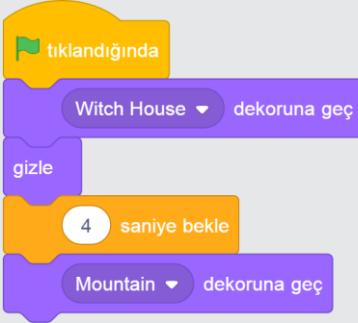 tıklandığında
Witch House dekoruna geç
gizle
4 saniye bekle
Mountain dekoruna geç